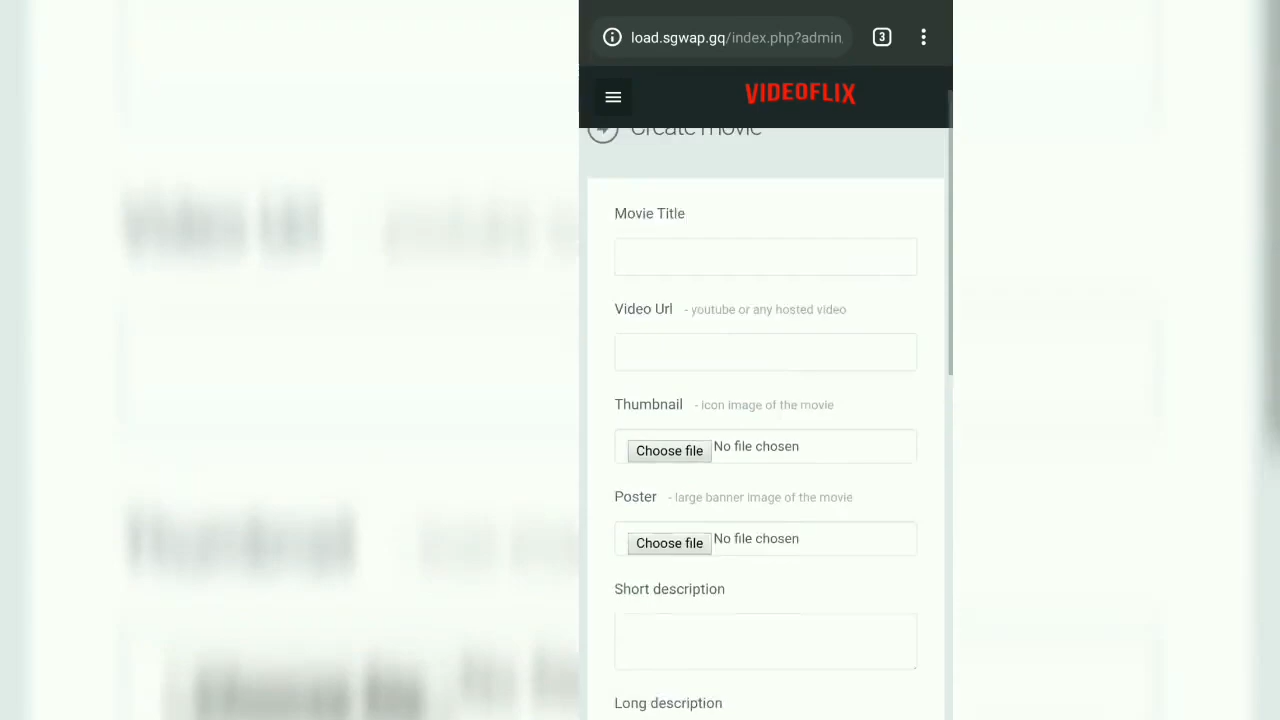 load.sgwap.gq/index.php?admin
3
VIDEOFLIX
Create movie
Movie Title
Video Url - youtube or any hosted video
Thumbnail - icon image of the movie
Choose file No file chosen
Poster - large banner image of the movie
Choose file No file chosen
Short description
Long description